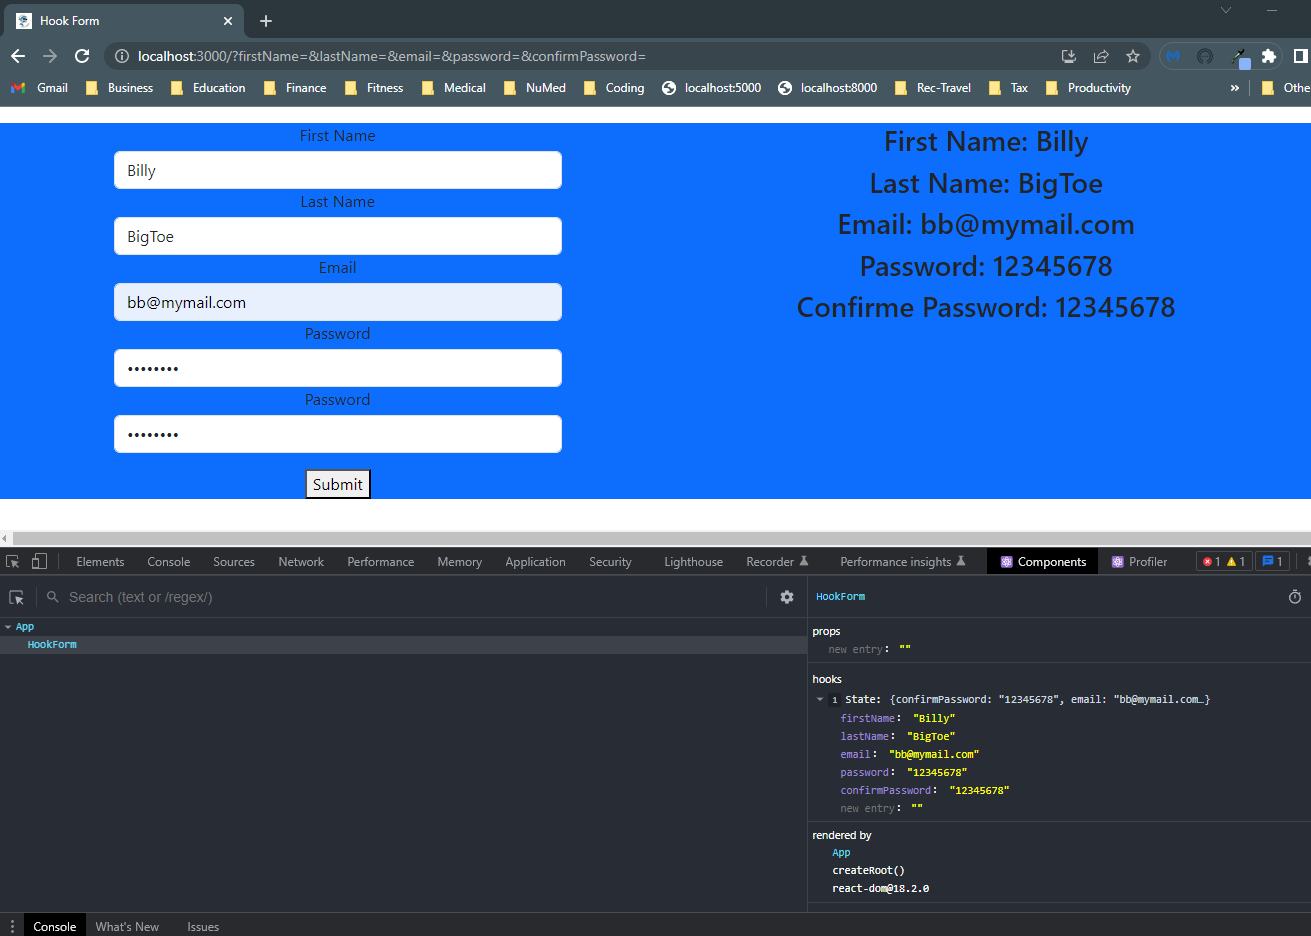 Hook Form
localhost:3000/?firstName=&lastName=&email=&password=&confirmPassword=
Gmail Business Education Finance Fitness Medical NuMed Coding localhost:5000 localhost:8000 Rec-Travel Tax Productivity » Othe
First Name
Billy
Last Name
BigToe
Email
bb@mymail.com
Password
••••••••
Password
••••••••
Submit
First Name: Billy
Last Name: BigToe
Email: bb@mymail.com
Password: 12345678
Confirme Password: 12345678
Elements Console Sources Network Performance Memory Application Security Lighthouse Recorder Performance insights Components Profiler 1 1 1
Search (text or /regex/)
App
HookForm
HookForm
props
new entry: ""
hooks
1 State: {confirmPassword: "12345678", email: "bb@mymail.com…}
firstName: "Billy"
lastName: "BigToe"
email: "bb@mymail.com"
password: "12345678"
confirmPassword: "12345678"
new entry: ""
rendered by
App
createRoot()
react-dom@18.2.0
Console What's New Issues